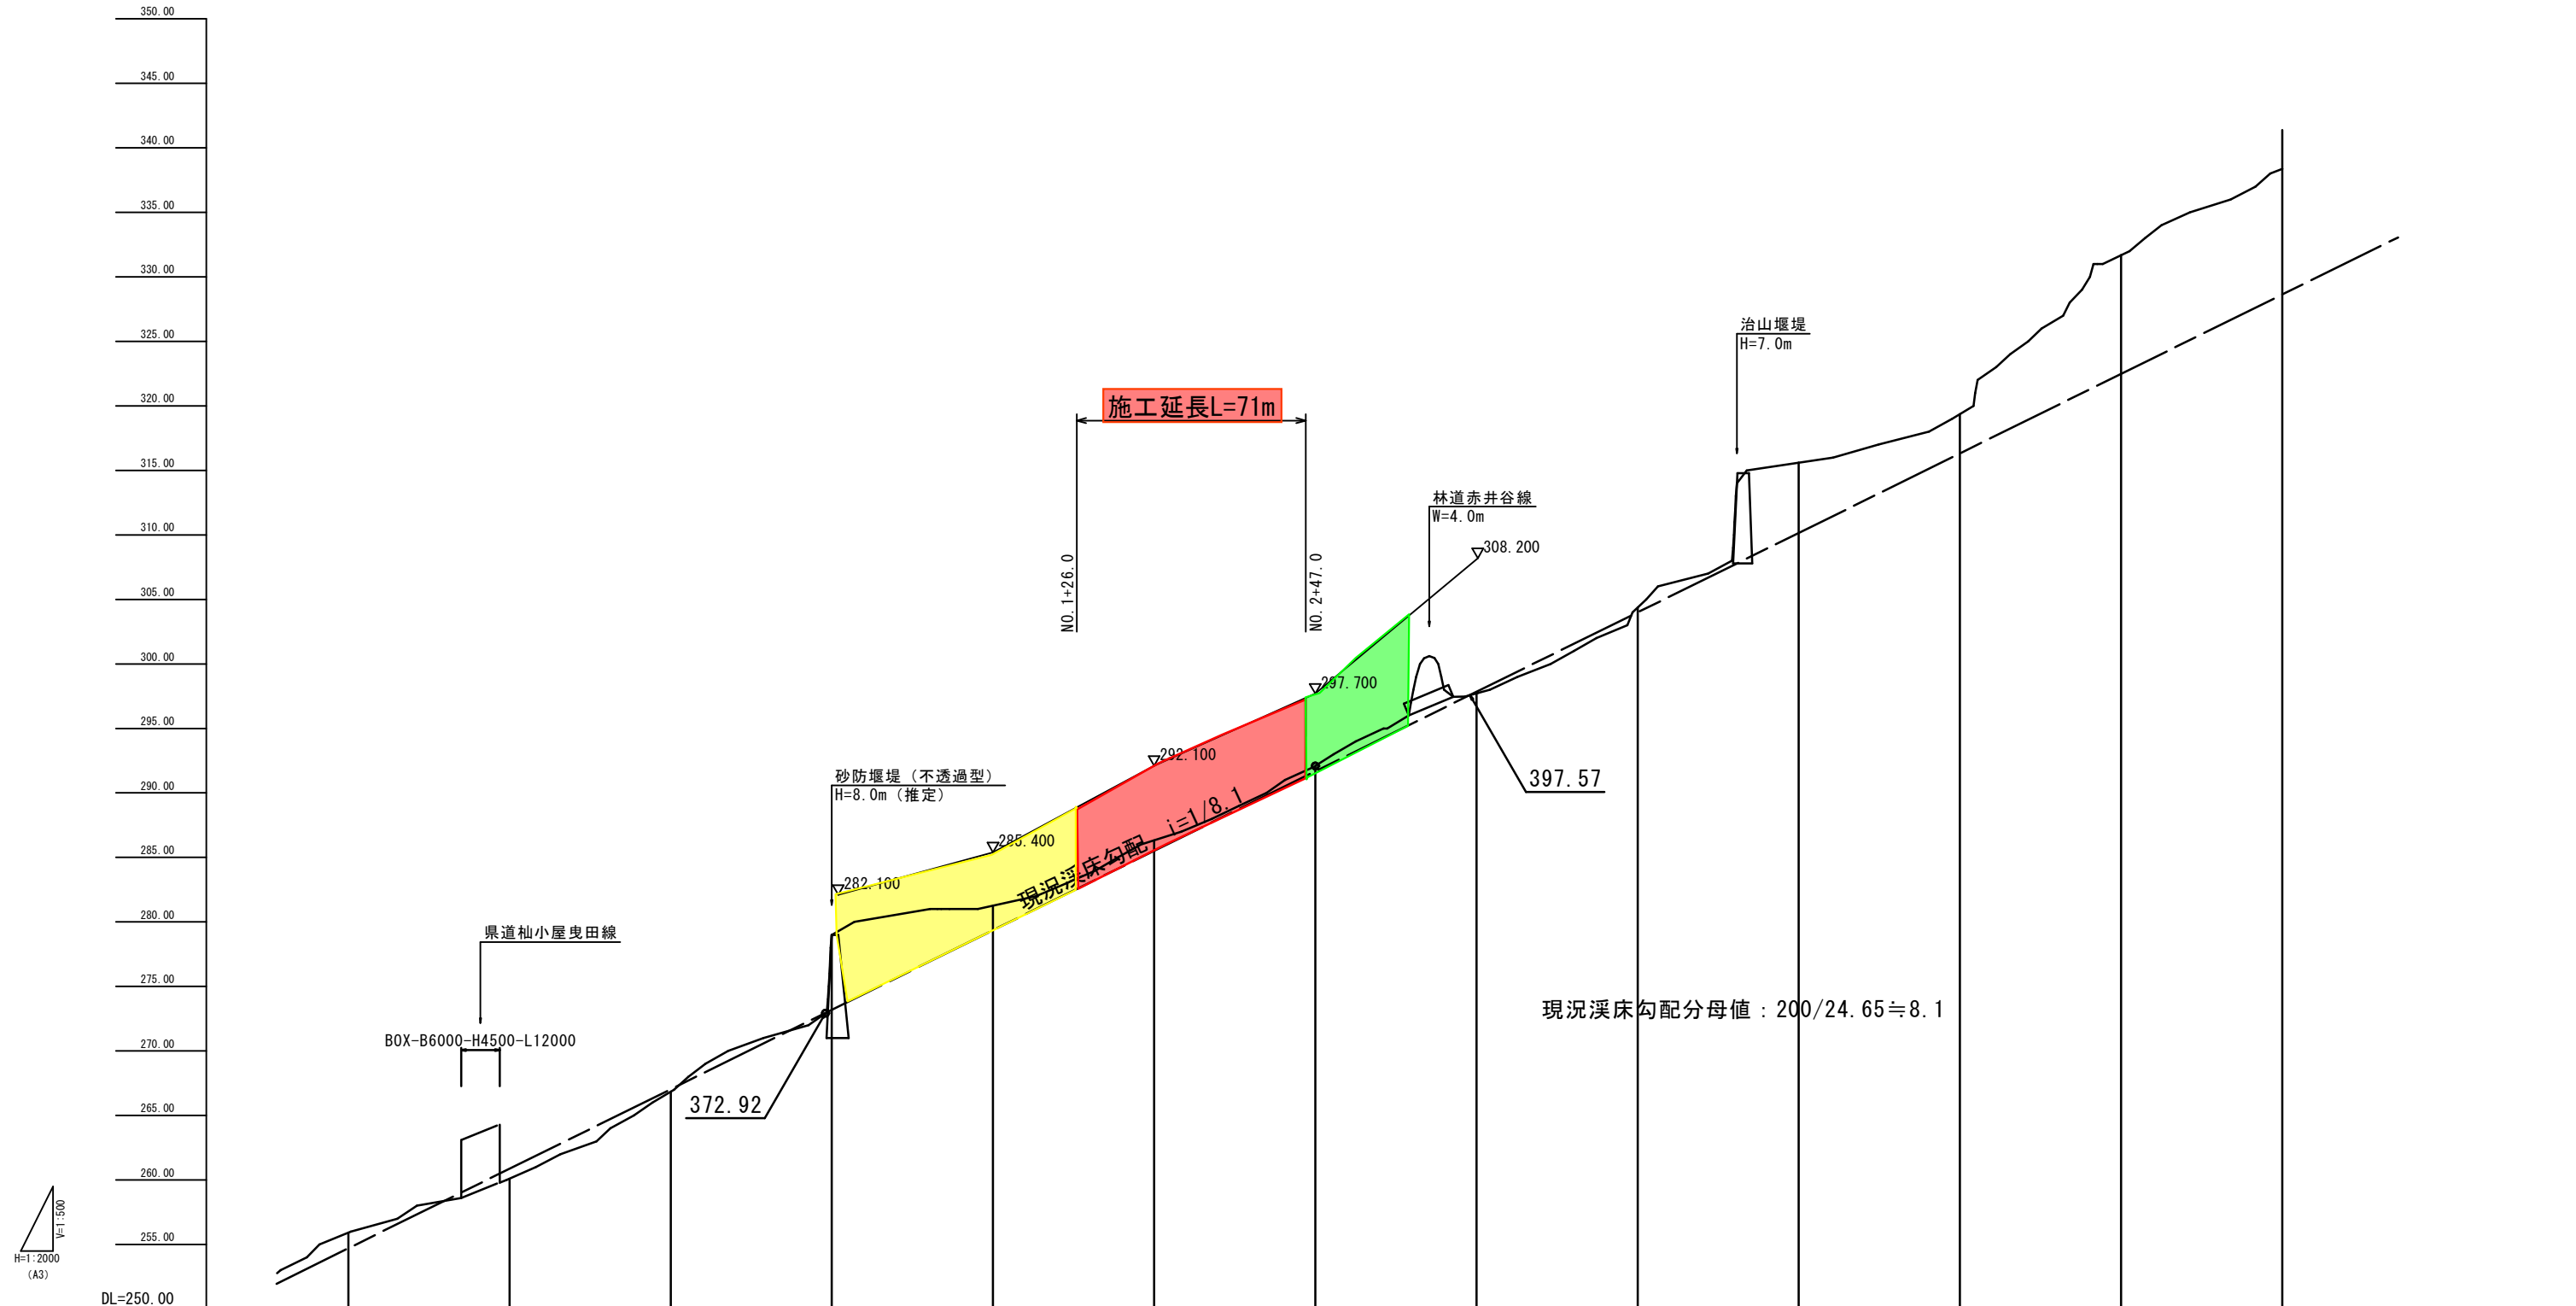 350.00
345.00
340.00
335.00
330.00
325.00
320.00
315.00
310.00
305.00
300.00
295.00
290.00
285.00
280.00
275.00
270.00
265.00
260.00
255.00
DL=250.00
V=1:500
H=1:2000
(A3)
治山堰堤
H=7.0m
施工延長L=71m
林道赤井谷線
W=4.0m
308.200
NO.1+26.0
NO.2+47.0
297.700
292.100
397.57
砂防堰堤（不透過型）
H=8.0m（推定）
285.400
282.100
現況渓床勾配 i=1/8.1
県道杣小屋曳田線
現況渓床勾配分母値：200/24.65≒8.1
BOX-B6000-H4500-L12000
372.92